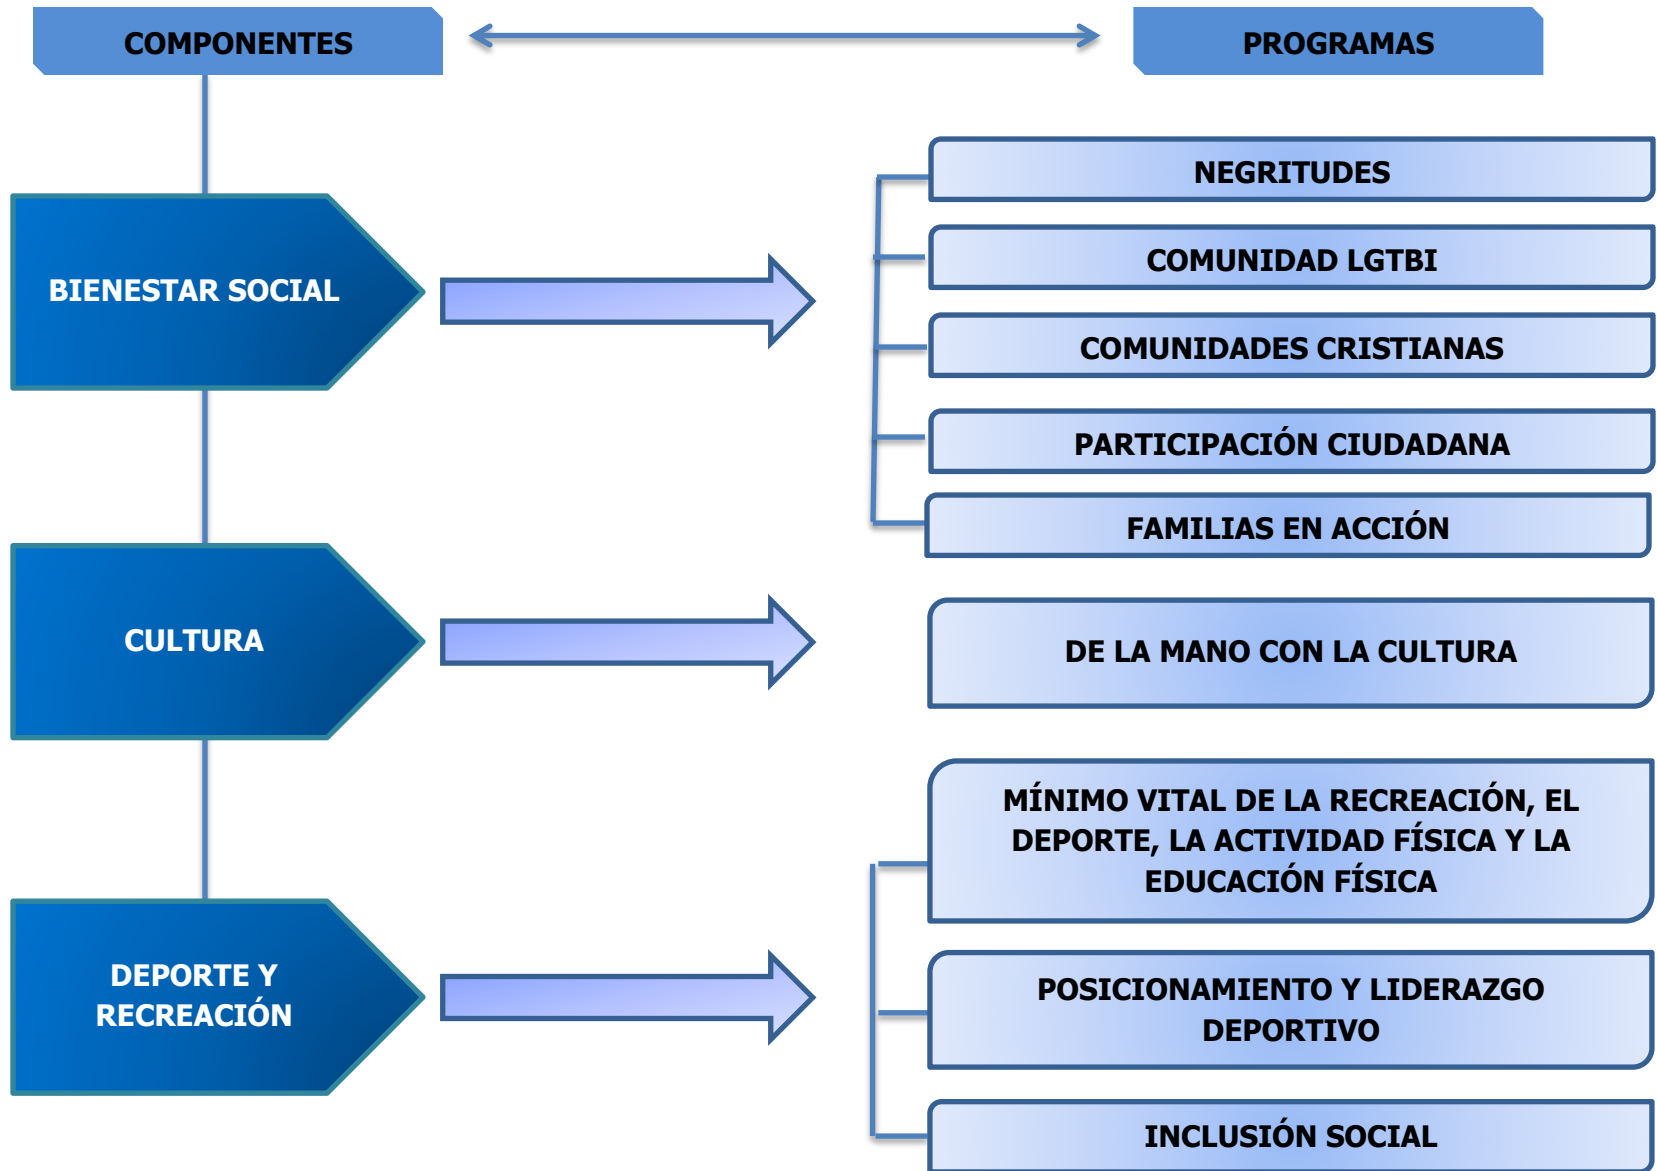 COMPONENTES
PROGRAMAS
BIENESTAR SOCIAL
NEGRITUDES
COMUNIDAD LGTBI
COMUNIDADES CRISTIANAS
PARTICIPACIÓN CIUDADANA
FAMILIAS EN ACCIÓN
CULTURA
DE LA MANO CON LA CULTURA
DEPORTE Y
RECREACIÓN
MÍNIMO VITAL DE LA RECREACIÓN, EL
DEPORTE, LA ACTIVIDAD FÍSICA Y LA
EDUCACIÓN FÍSICA
POSICIONAMIENTO Y LIDERAZGO
DEPORTIVO
INCLUSIÓN SOCIAL